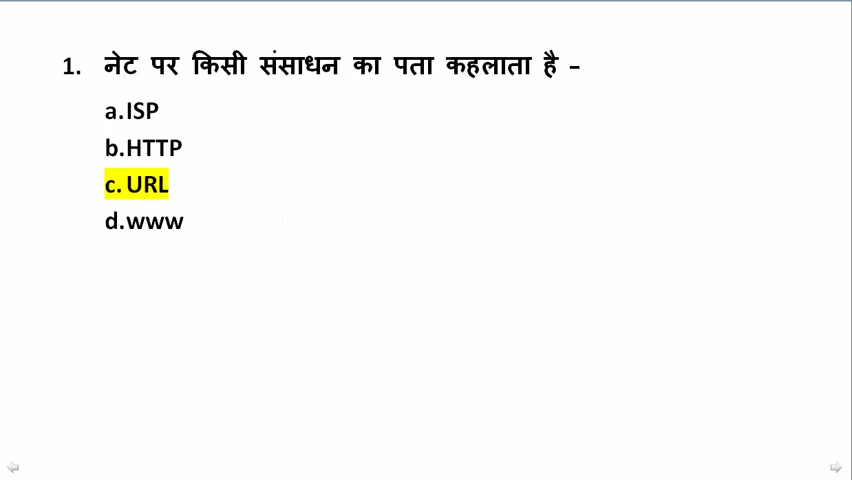 1. नेट पर किसी संसाधन का पता कहलाता है –
a. ISP
b. HTTP
c. URL
d. www